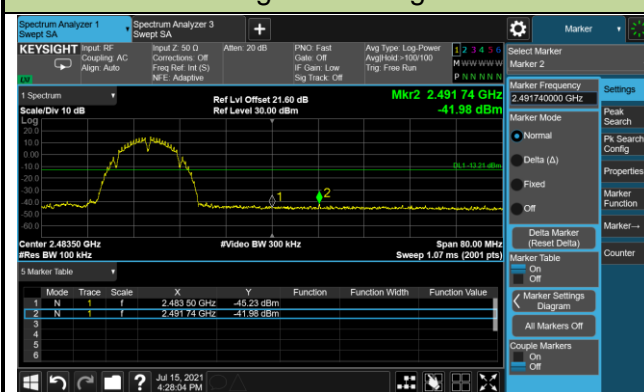 Spectrum Analyzer 1
Swept SA
Spectrum Analyzer 3
Swept SA
+
Marker
KEYSIGHT
Input: RF
Coupling: AC
Align: Auto
Input Z: 50 Ω
Corrections: Off
Freq Ref: Int (S)
NFE: Adaptive
Atten: 20 dB
PNO: Fast
Gate: Off
IF Gain: Low
Sig Track: Off
Avg Type: Log-Power
Avg|Hold:>100/100
Trig: Free Run
1 2 3 4 5 6
M W W W W W
P N N N N N
LW
Select Marker
Marker 2
Marker Frequency
2.491740000 GHz
Marker Mode
Normal
Delta (Δ)
Fixed
Off
Delta Marker
(Reset Delta)
Marker Table
On
Off
Marker Settings
Diagram
All Markers Off
Couple Markers
On
Off
Settings
Peak
Search
Pk Search
Config
Properties
Marker
Function
Marker→
Counter
1 Spectrum
Scale/Div 10 dB
Log
Ref Lvl Offset 21.60 dB
Ref Level 30.00 dBm
Mkr2 2.491 74 GHz
-41.98 dBm
20.0
10.0
0.00
-10.0
-20.0
-30.0
-40.0
-50.0
-60.0
DL1 -13.21 dBm
1
2
Center 2.48350 GHz
#Res BW 100 kHz
#Video BW 300 kHz
Span 80.00 MHz
Sweep 1.07 ms (2001 pts)
5 Marker Table
Mode Trace Scale X Y Function Function Width Function Value
1 N 1 f 2.483 50 GHz -45.23 dBm
2 N 1 f 2.491 74 GHz -41.98 dBm
3
4
5
6
?
Jul 15, 2021
4:28:04 PM